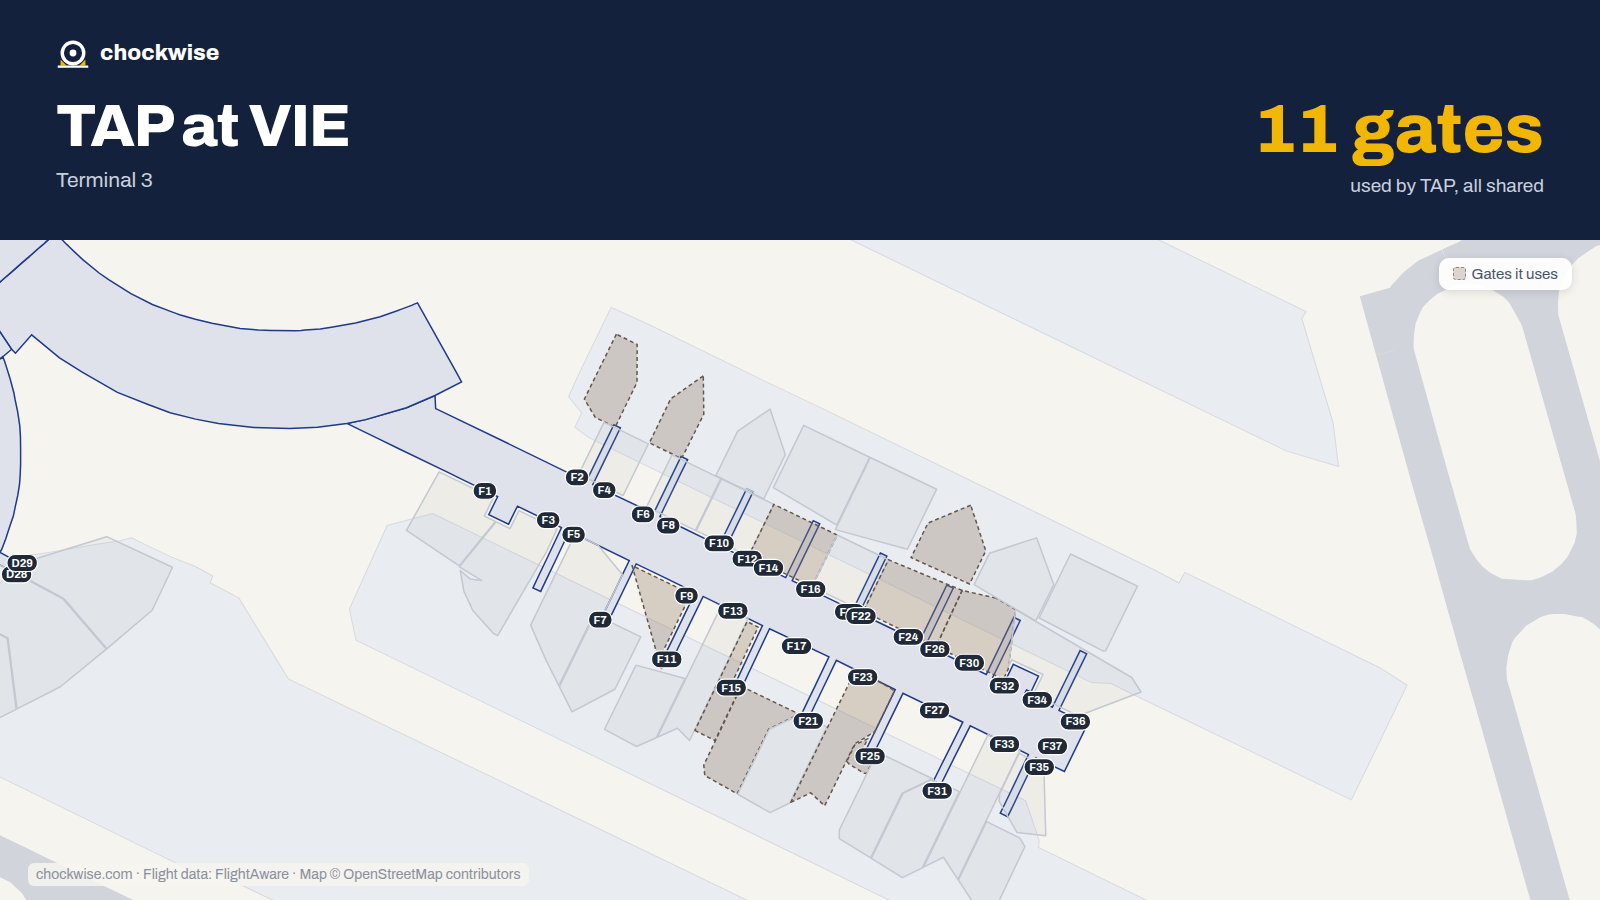 chockwise
TAP at VIE
Terminal 3
11 gates
used by TAP, all shared
Gates it uses
F1
F2
F4
F3
F5
F6
F8
F10
F12
F14
F16
F7
F9
F11
F13
F15
F17
F21
F22
F23
F24
F26
F25
F27
F30
F31
F32
F33
F34
F35
F36
F37
D29
D28
chockwise.com · Flight data: FlightAware · Map © OpenStreetMap contributors